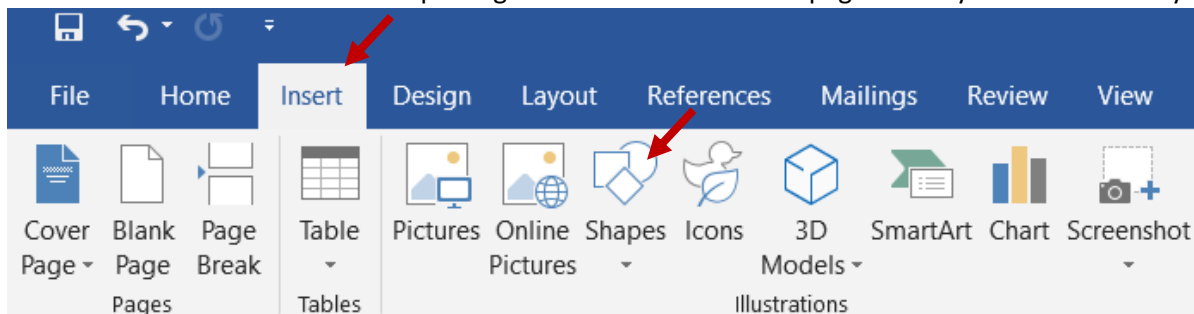 File Home Insert Design Layout References Mailings Review View
Cover Blank Page Table Pictures Online Shapes Icons 3D SmartArt Chart Screenshot
Page Page Break Pictures Models
Pages Tables Illustrations